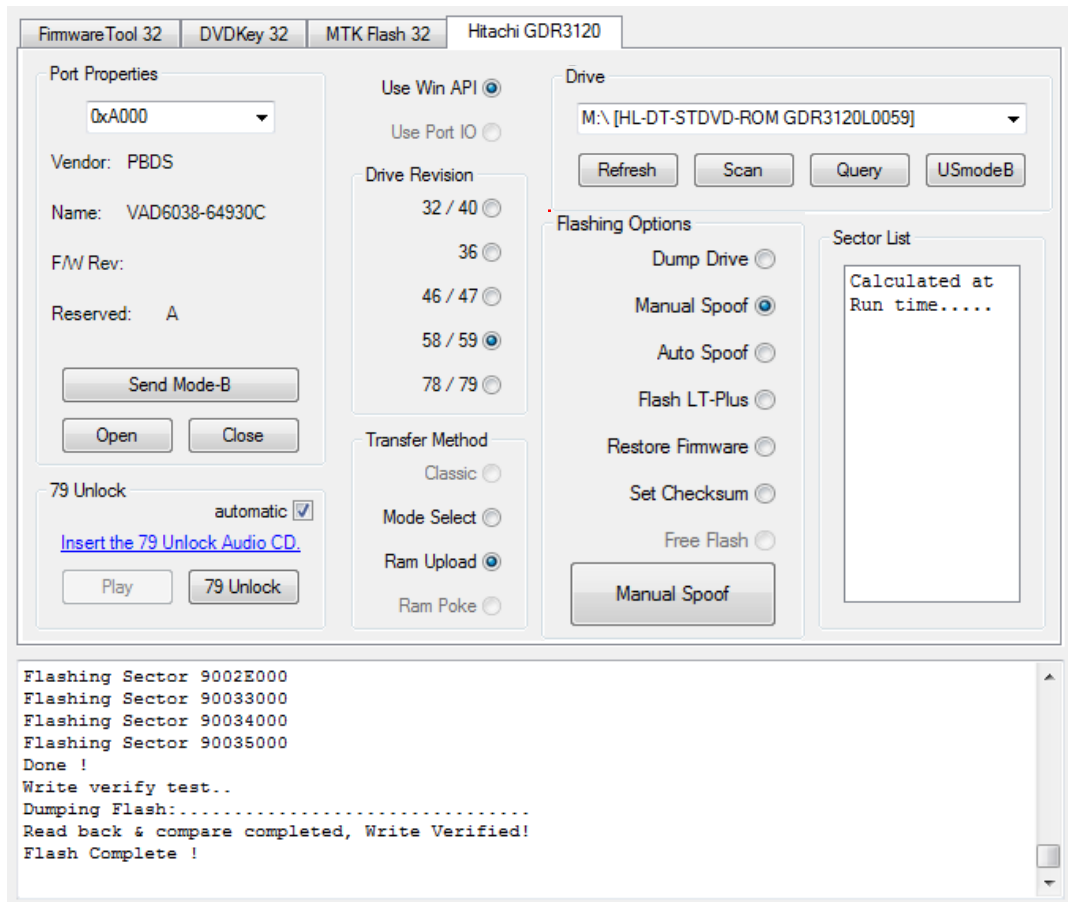 FirmwareTool 32
DVDKey 32
MTK Flash 32
Hitachi GDR3120
Port Properties
0xA000
Vendor: PBDS
Name: VAD6038-64930C
F/W Rev:
Reserved: A
Send Mode-B
Open
Close
79 Unlock
automatic
Insert the 79 Unlock Audio CD.
Play
79 Unlock
Use Win API
Use Port IO
Drive Revision
32 / 40
36
46 / 47
58 / 59
78 / 79
Transfer Method
Classic
Mode Select
Ram Upload
Ram Poke
Drive
M:\ [HL-DT-STDVD-ROM GDR3120L0059]
Refresh
Scan
Query
USmodeB
Flashing Options
Dump Drive
Manual Spoof
Auto Spoof
Flash LT-Plus
Restore Firmware
Set Checksum
Free Flash
Manual Spoof
Sector List
Calculated at
Run time.....
Flashing Sector 9002E000
Flashing Sector 90033000
Flashing Sector 90034000
Flashing Sector 90035000
Done !
Write verify test..
Dumping Flash:................................
Read back & compare completed, Write Verified!
Flash Complete !